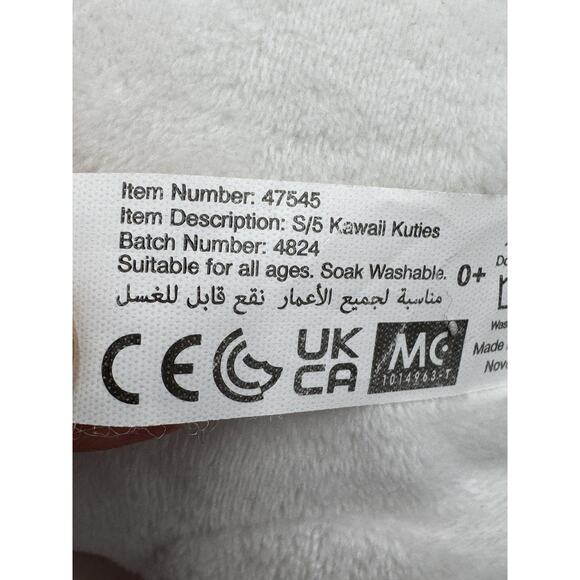 Item Number: 47545
Item Description: S/5 Kawaii Kuties
Batch Number: 4824
Suitable for all ages. Soak Washable. 0+
مناسبة لجميع الأعمار نقع قابل للغسل
CE
UK
CA
MC
1014963-T
Made